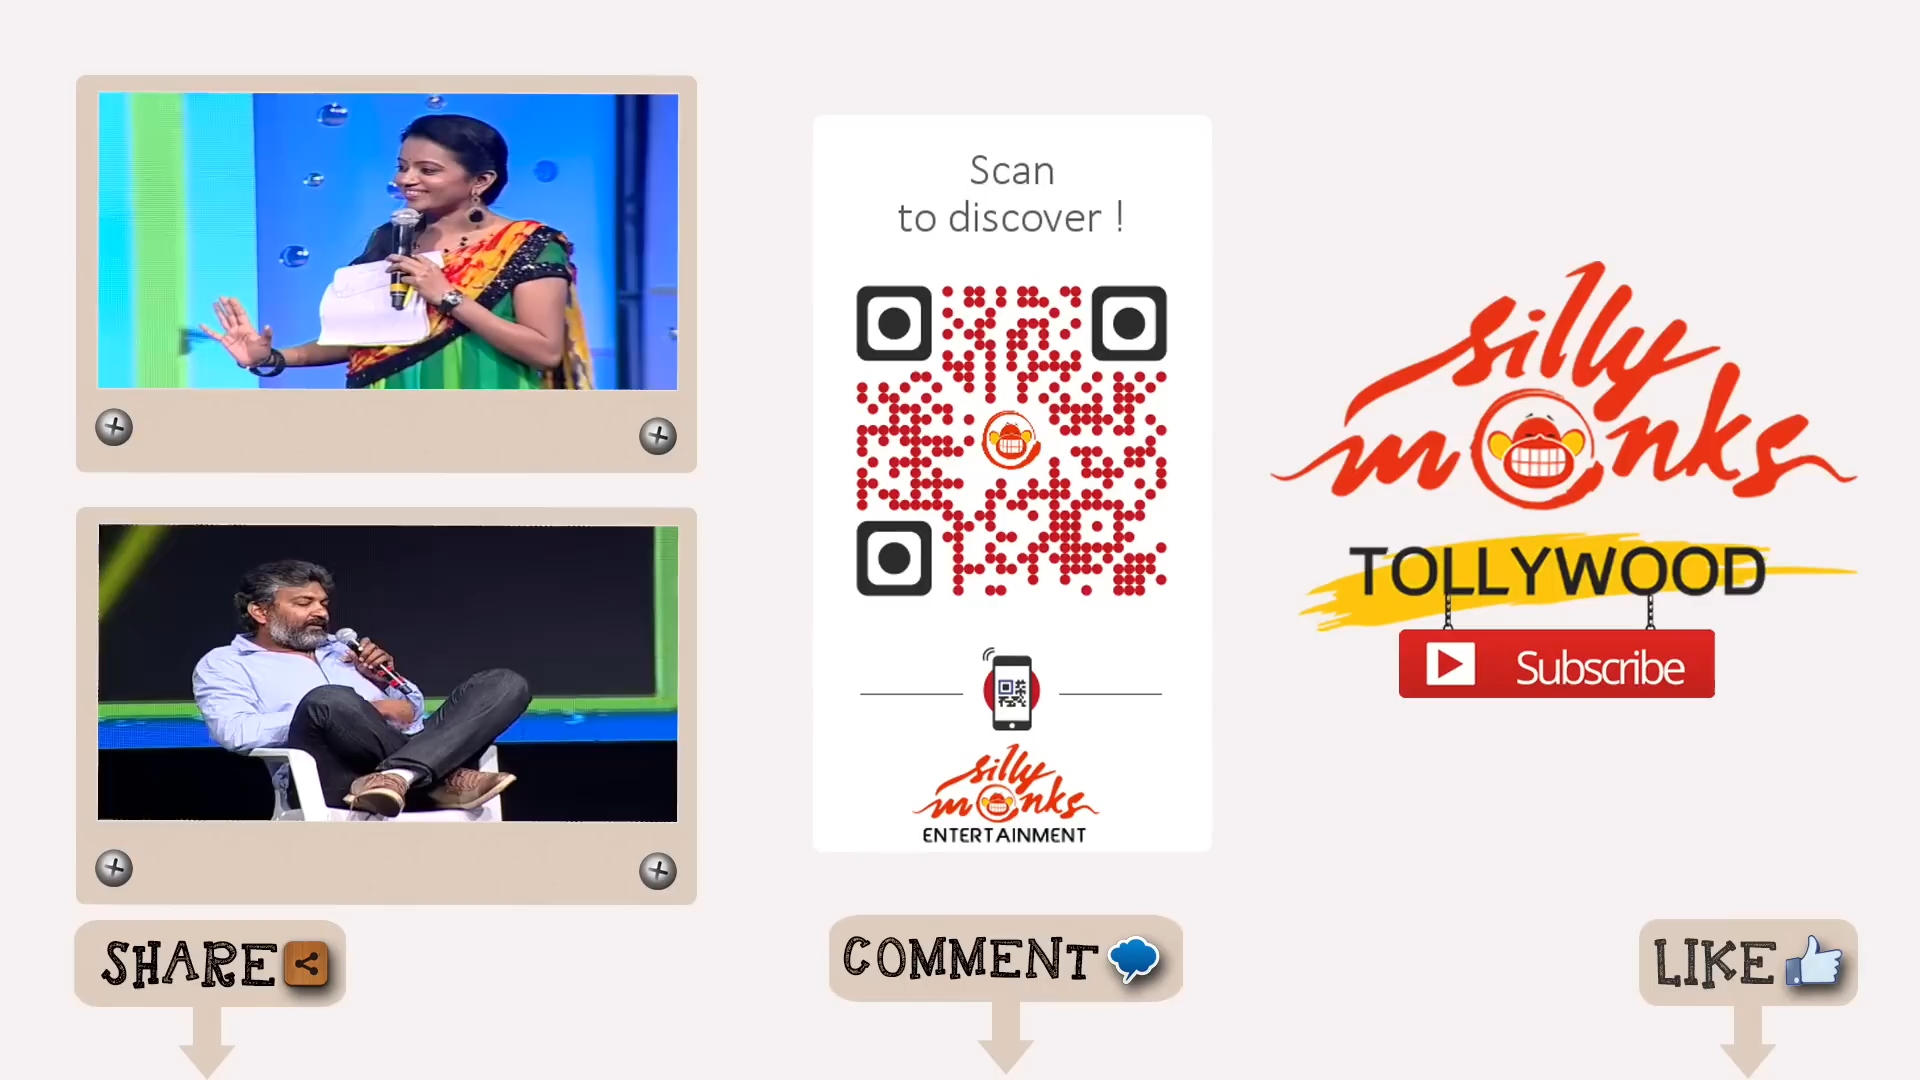 Scan
to discover !
silly
monks
ENTERTAINMENT
silly
monks
TOLLYWOOD
Subscribe
SHARE
COMMENT
LIKE